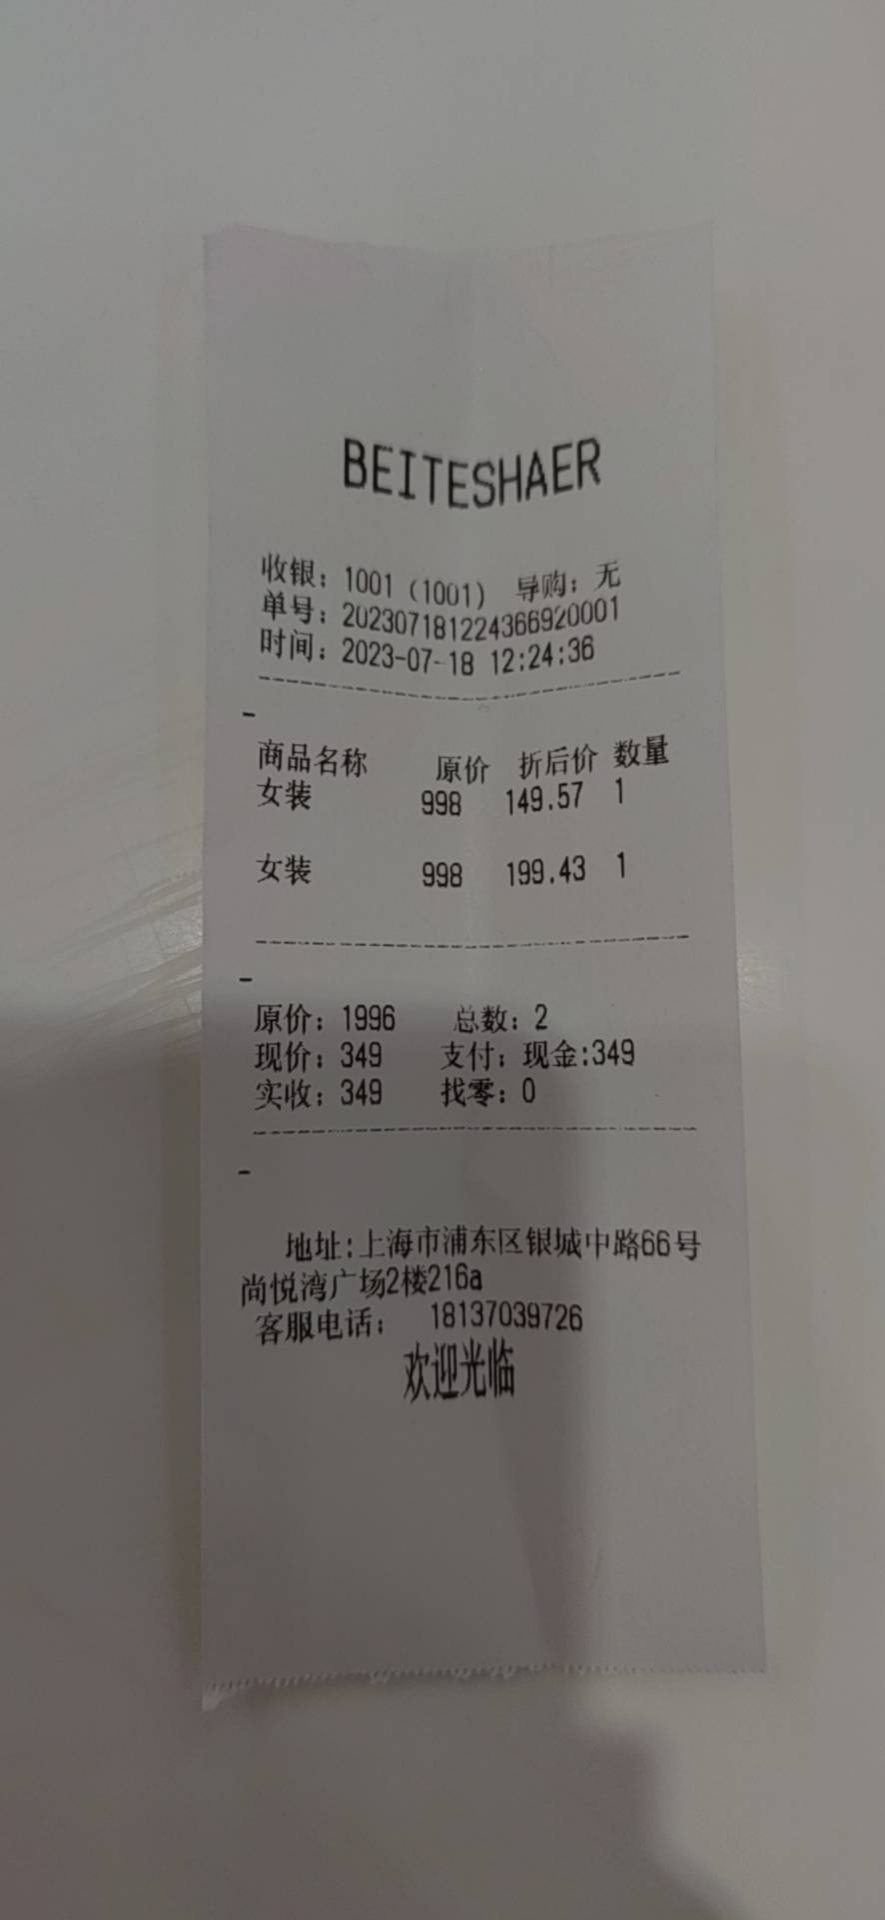 BEITESHAER
收银：1001（1001） 导购：无
单号：202307181224366920001
时间：2023-07-18 12:24:36
-
商品名称 原价 折后价 数量
女装 998 149.57 1
女装 998 199.43 1
-
原价：1996 总数：2
现价：349 支付：现金:349
实收：349 找零：0
-
地址:上海市浦东区银城中路66号
尚悦湾广场2楼216a
客服电话： 18137039726
欢迎光临